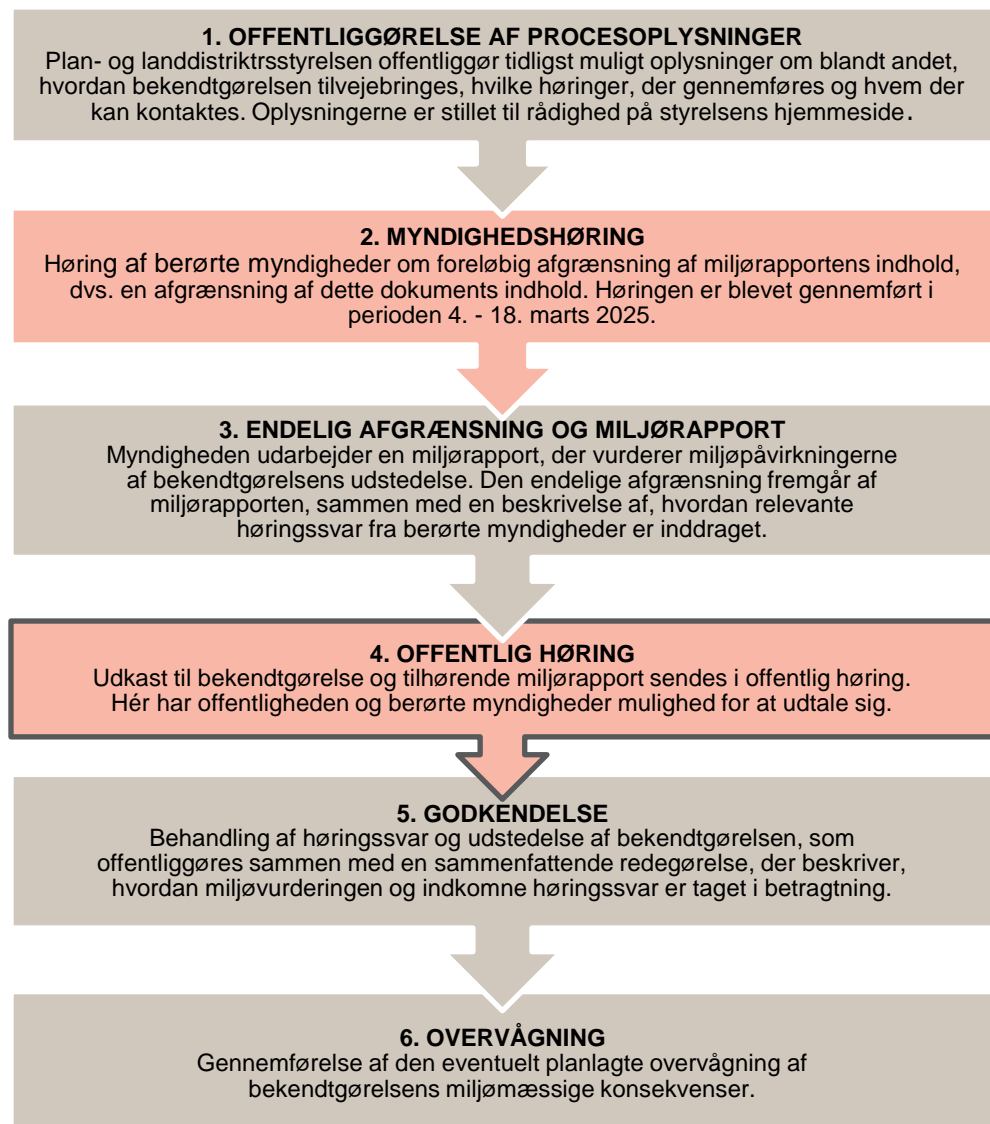 1. OFFENTLIGGØRELSE AF PROCESOPLYSNINGER
Plan- og landdistriktrsstyrelsen offentliggør tidligst muligt oplysninger om blandt andet,
hvordan bekendtgørelsen tilvejebringes, hvilke høringer, der gennemføres og hvem der
kan kontaktes. Oplysningerne er stillet til rådighed på styrelsens hjemmeside.
2. MYNDIGHEDSHØRING
Høring af berørte myndigheder om foreløbig afgrænsning af miljørapportens indhold,
dvs. en afgrænsning af dette dokuments indhold. Høringen er blevet gennemført i
perioden 4. - 18. marts 2025.
3. ENDELIG AFGRÆNSNING OG MILJØRAPPORT
Myndigheden udarbejder en miljørapport, der vurderer miljøpåvirkningerne
af bekendtgørelsens udstedelse. Den endelige afgrænsning fremgår af
miljørapporten, sammen med en beskrivelse af, hvordan relevante
høringssvar fra berørte myndigheder er inddraget.
4. OFFENTLIG HØRING
Udkast til bekendtgørelse og tilhørende miljørapport sendes i offentlig høring.
Hér har offentligheden og berørte myndigheder mulighed for at udtale sig.
5. GODKENDELSE
Behandling af høringssvar og udstedelse af bekendtgørelsen, som
offentliggøres sammen med en sammenfattende redegørelse, der beskriver,
hvordan miljøvurderingen og indkomne høringssvar er taget i betragtning.
6. OVERVÅGNING
Gennemførelse af den eventuelt planlagte overvågning af
bekendtgørelsens miljømæssige konsekvenser.